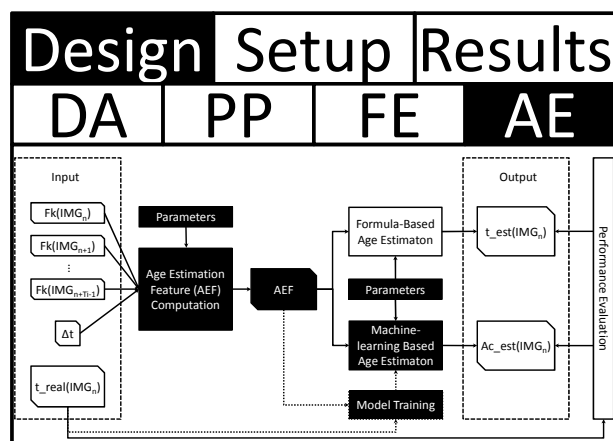 Design Setup Results
DA PP FE AE
Input
Output
Fk(IMGn)
Fk(IMGn+1)
⋮
Fk(IMGn+Ti-1)
Δt
t_real(IMGn)
Parameters
Age Estimation
Feature (AEF)
Computation
AEF
Formula-Based
Age Estimaton
Parameters
Machine-
learning Based
Age Estimaton
Model Training
t_est(IMGn)
Ac_est(IMGn)
Performance Evaluation